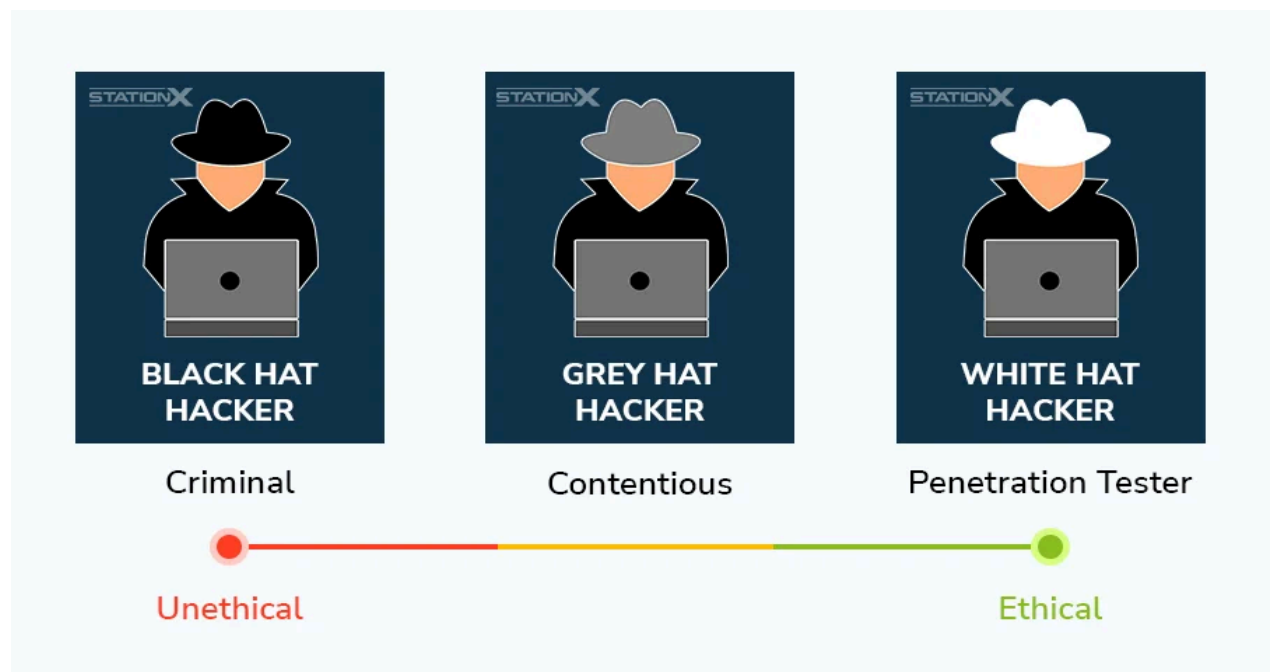 STATIONX
BLACK HAT
HACKER
Criminal
STATIONX
GREY HAT
HACKER
Contentious
STATIONX
WHITE HAT
HACKER
Penetration Tester
Unethical
Ethical